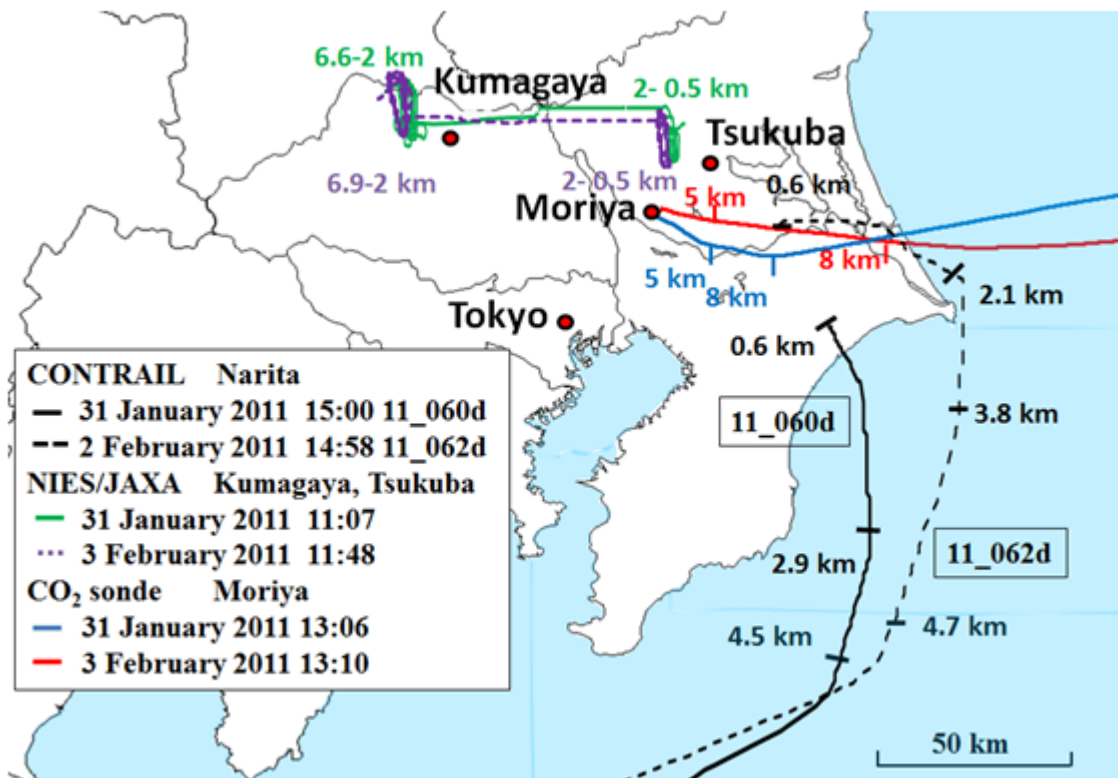 6.6-2 km
Kumagaya
2- 0.5 km
Tsukuba
6.9-2 km
2- 0.5 km
0.6 km
Moriya
5 km
5 km
8 km
8 km
2.1 km
Tokyo
0.6 km
11_060d
3.8 km
2.9 km
11_062d
4.5 km
4.7 km
50 km
CONTRAIL Narita
31 January 2011 15:00 11_060d
2 February 2011 14:58 11_062d
NIES/JAXA Kumagaya, Tsukuba
31 January 2011 11:07
3 February 2011 11:48
CO₂ sonde Moriya
31 January 2011 13:06
3 February 2011 13:10